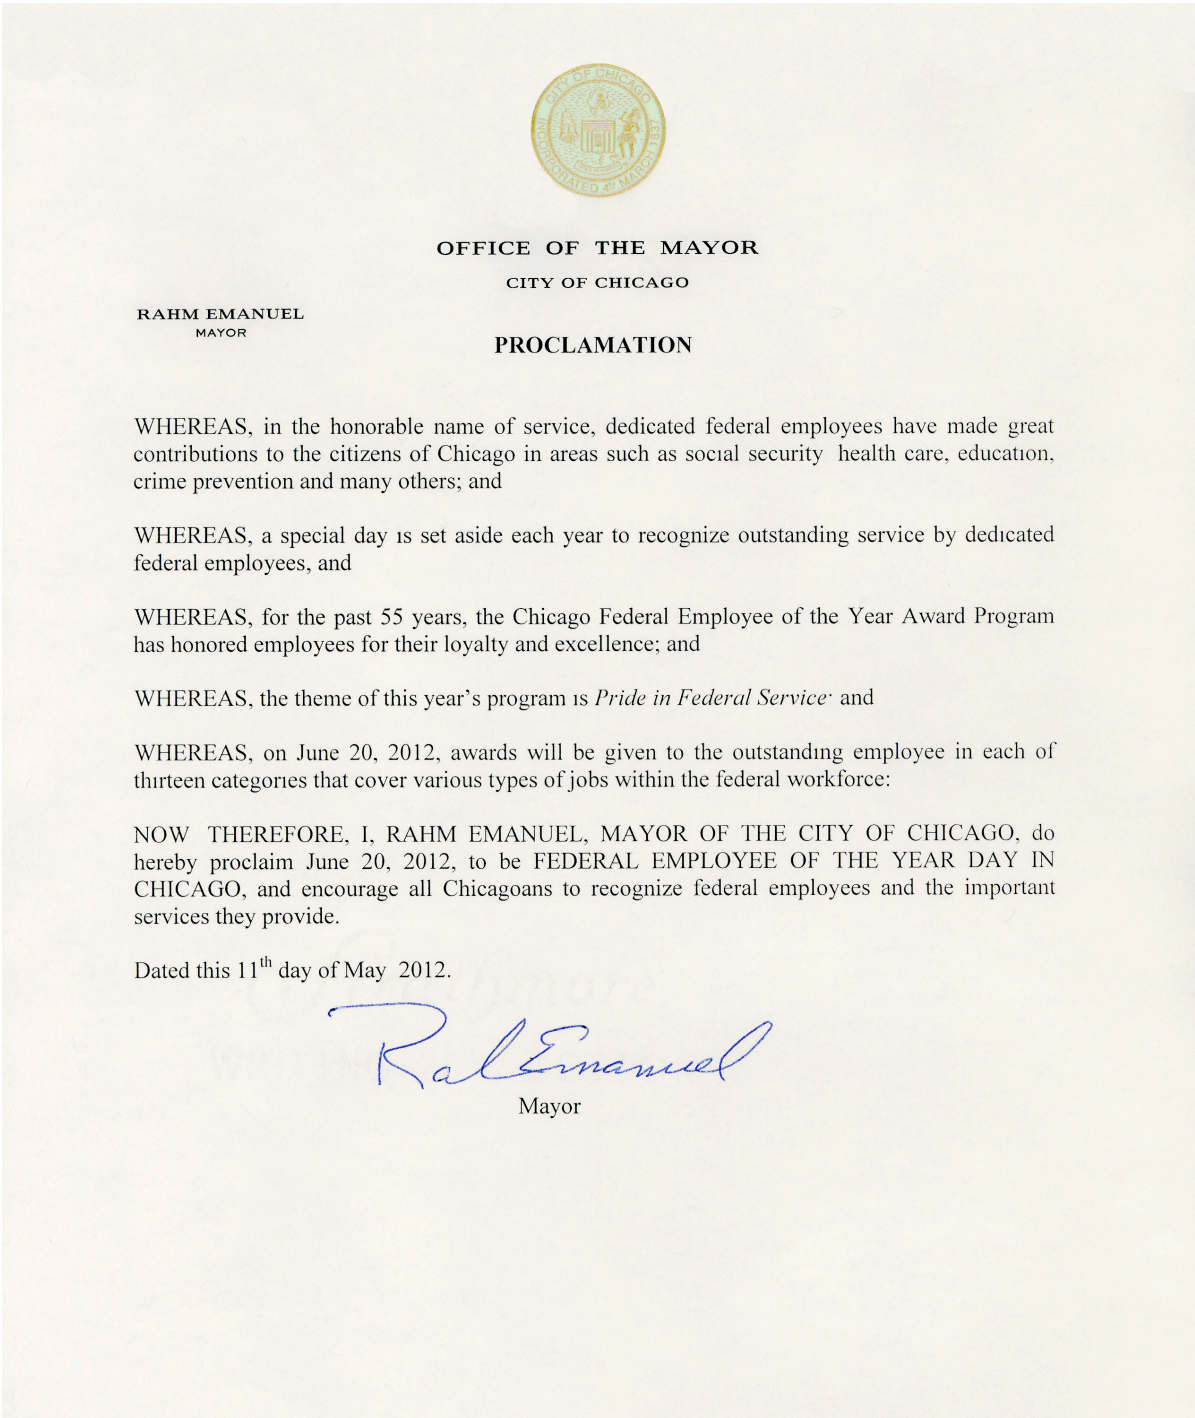 CITY OF CHICAGO
INCORPORATED 4TH MARCH 1837
OFFICE OF THE MAYOR
CITY OF CHICAGO
RAHM EMANUEL
MAYOR
PROCLAMATION
WHEREAS, in the honorable name of service, dedicated federal employees have made great
contributions to the citizens of Chicago in areas such as social security health care, education,
crime prevention and many others; and
WHEREAS, a special day is set aside each year to recognize outstanding service by dedicated
federal employees, and
WHEREAS, for the past 55 years, the Chicago Federal Employee of the Year Award Program
has honored employees for their loyalty and excellence; and
WHEREAS, the theme of this year's program is Pride in Federal Service· and
WHEREAS, on June 20, 2012, awards will be given to the outstanding employee in each of
thirteen categories that cover various types of jobs within the federal workforce:
NOW THEREFORE, I, RAHM EMANUEL, MAYOR OF THE CITY OF CHICAGO, do
hereby proclaim June 20, 2012, to be FEDERAL EMPLOYEE OF THE YEAR DAY IN
CHICAGO, and encourage all Chicagoans to recognize federal employees and the important
services they provide.
Dated this 11th day of May 2012.
Rahm Emanuel
Mayor